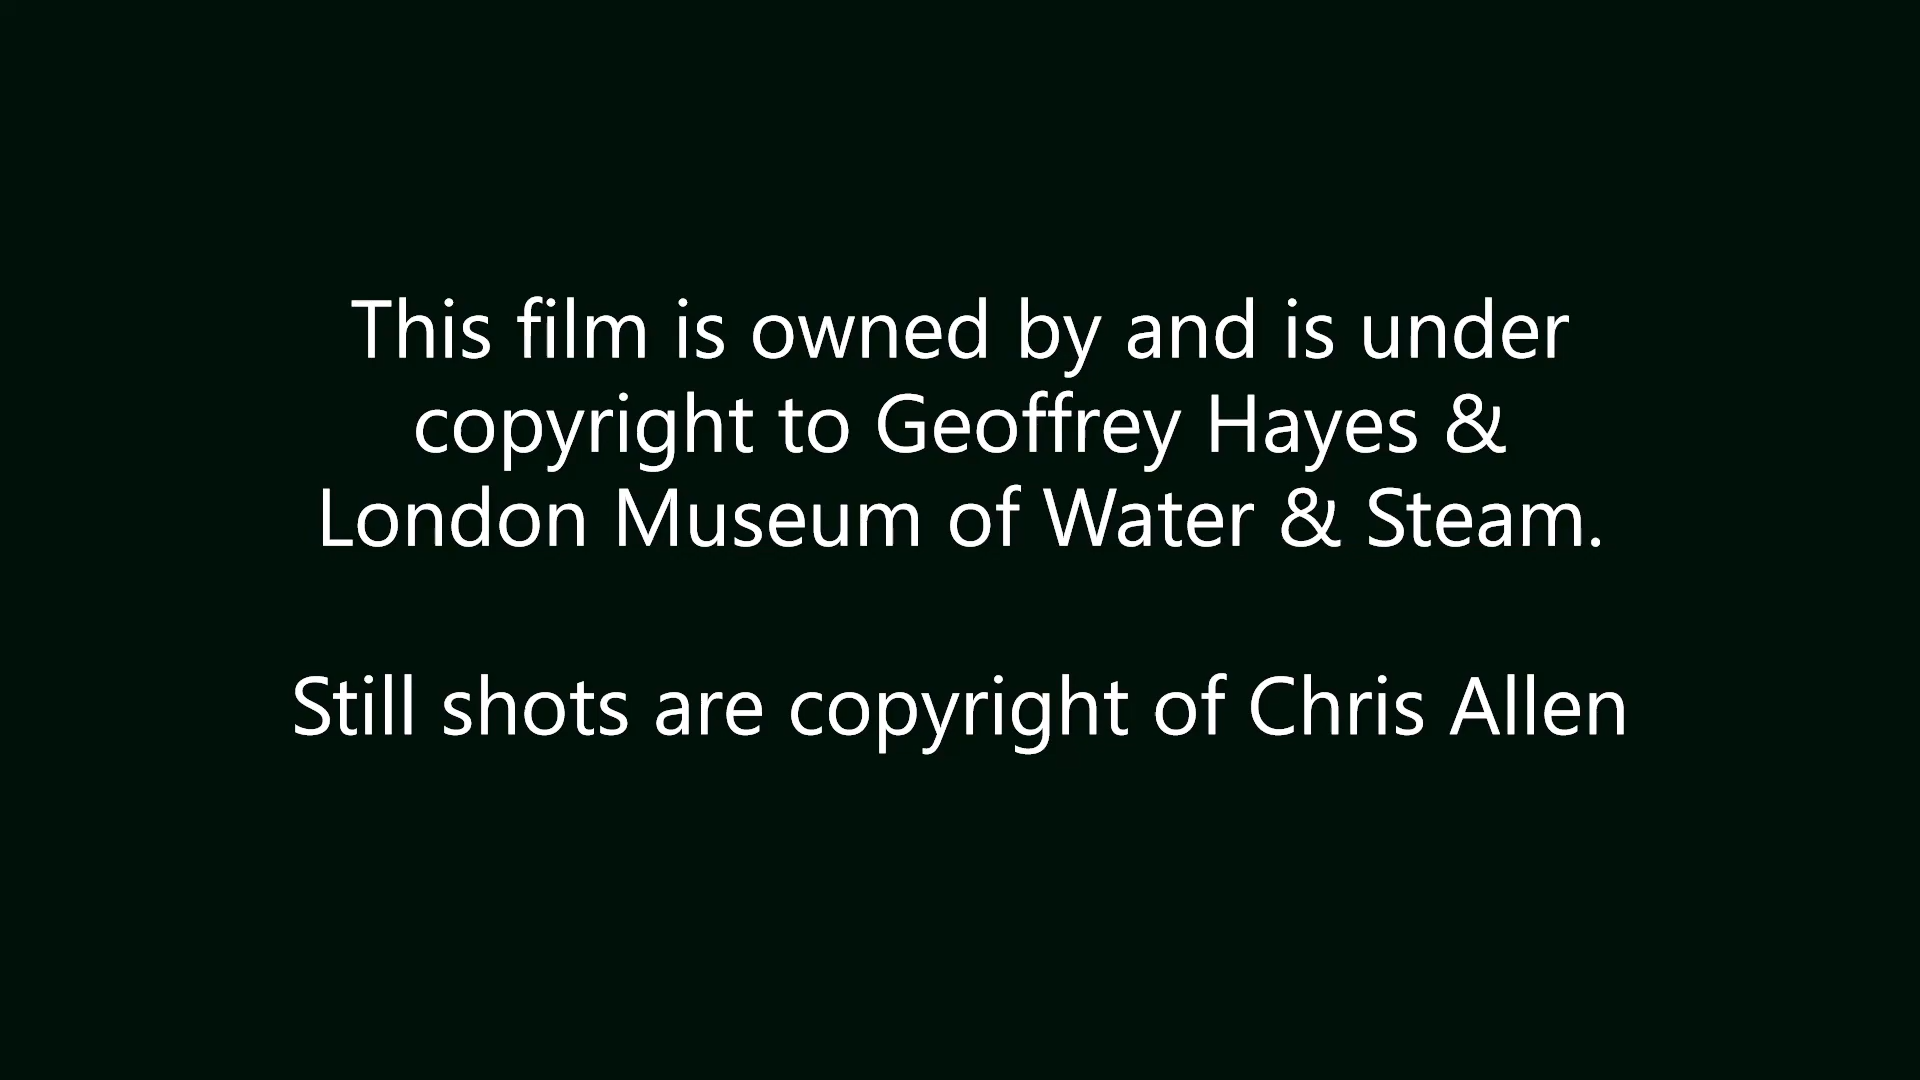 This film is owned by and is under
copyright to Geoffrey Hayes &
London Museum of Water & Steam.
Still shots are copyright of Chris Allen